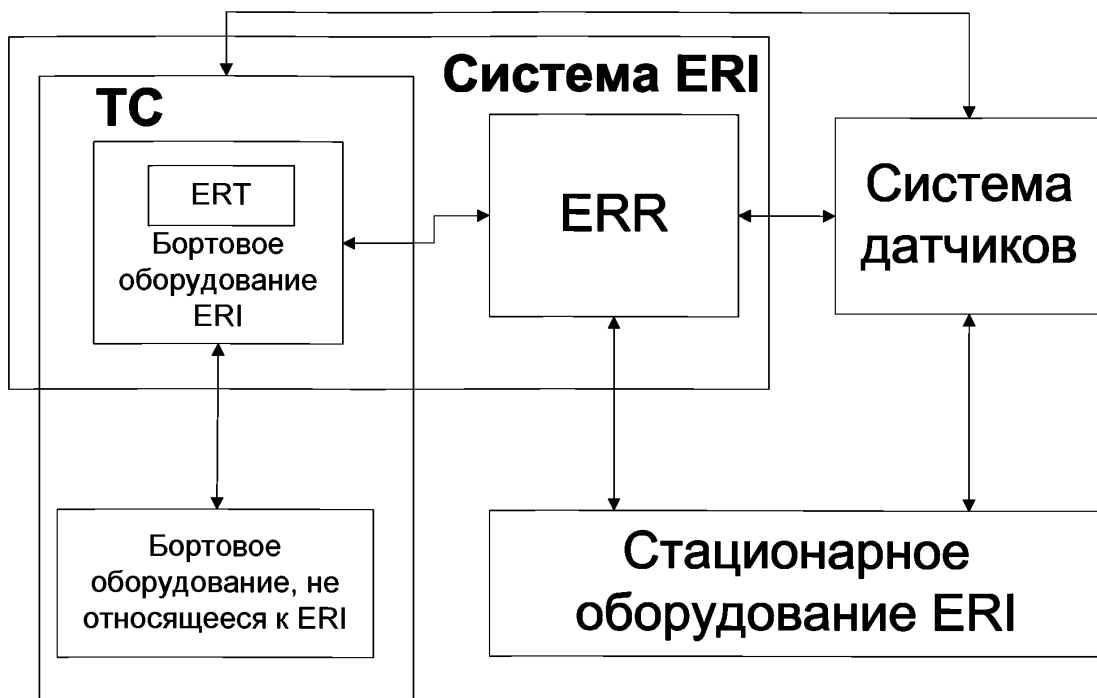 Система ERI
ТС
ERT
Бортовое
оборудование
ERI
ERR
Система
датчиков
Бортовое
оборудование, не
относящееся к ERI
Стационарное
оборудование ERI